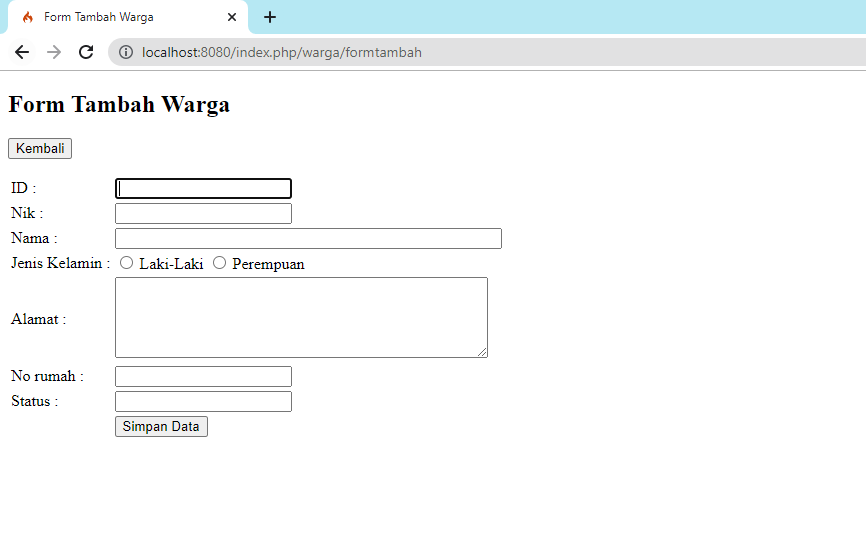 Form Tambah Warga
localhost:8080/index.php/warga/formtambah
Form Tambah Warga
Kembali
ID :
Nik :
Nama :
Jenis Kelamin : Laki-Laki Perempuan
Alamat :
No rumah :
Status :
Simpan Data